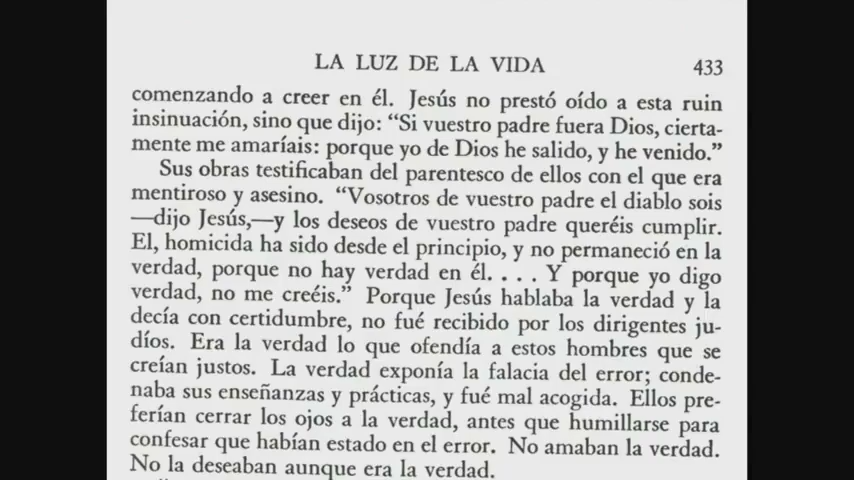 LA LUZ DE LA VIDA 433
comenzando a creer en él. Jesús no prestó oído a esta ruin
insinuación, sino que dijo: “Si vuestro padre fuera Dios, cierta-
mente me amaríais: porque yo de Dios he salido, y he venido.”
Sus obras testificaban del parentesco de ellos con el que era
mentiroso y asesino. “Vosotros de vuestro padre el diablo sois
—dijo Jesús,—y los deseos de vuestro padre queréis cumplir.
El, homicida ha sido desde el principio, y no permaneció en la
verdad, porque no hay verdad en él. . . . Y porque yo digo
verdad, no me creéis.” Porque Jesús hablaba la verdad y la
decía con certidumbre, no fué recibido por los dirigentes ju-
díos. Era la verdad lo que ofendía a estos hombres que se
creían justos. La verdad exponía la falacia del error; conde-
naba sus enseñanzas y prácticas, y fué mal acogida. Ellos pre-
ferían cerrar los ojos a la verdad, antes que humillarse para
confesar que habían estado en el error. No amaban la verdad.
No la deseaban aunque era la verdad.